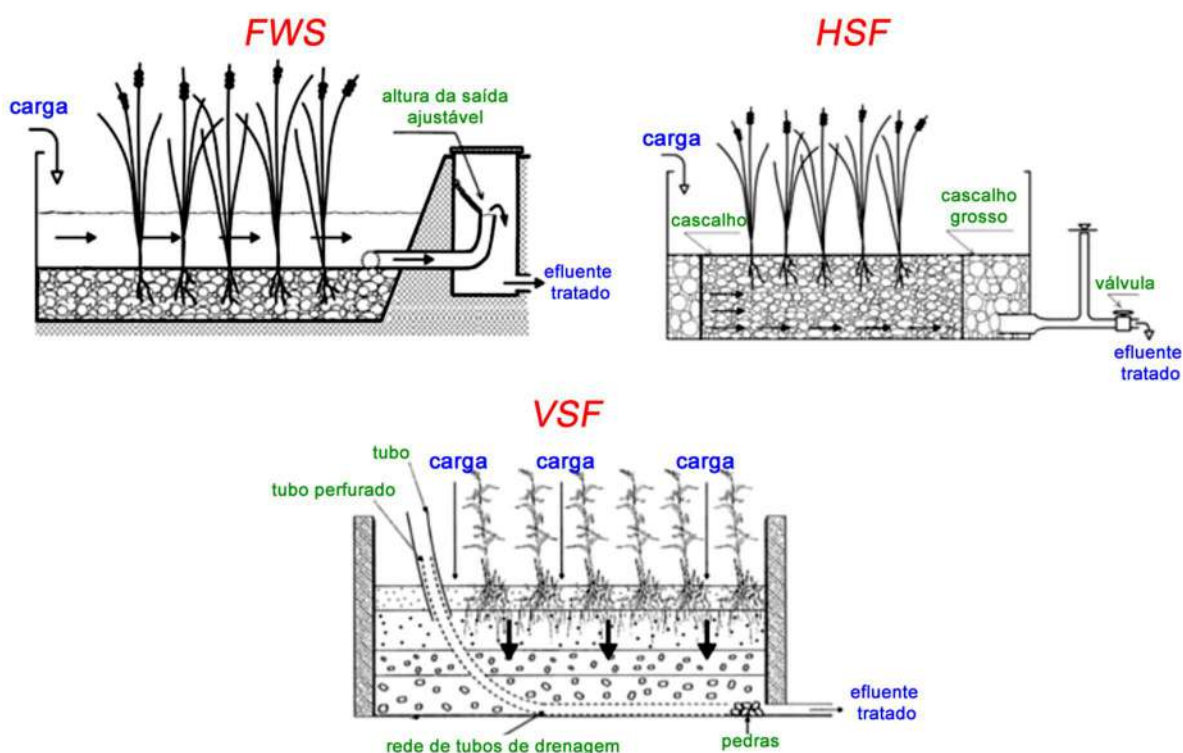 FWS
carga
altura da saída
ajustável
efluente
tratado
HSF
carga
cascalho
cascalho
grosso
válvula
efluente
tratado
VSF
tubo
tubo perfurado
carga
carga
carga
efluente
tratado
rede de tubos de drenagem
pedras